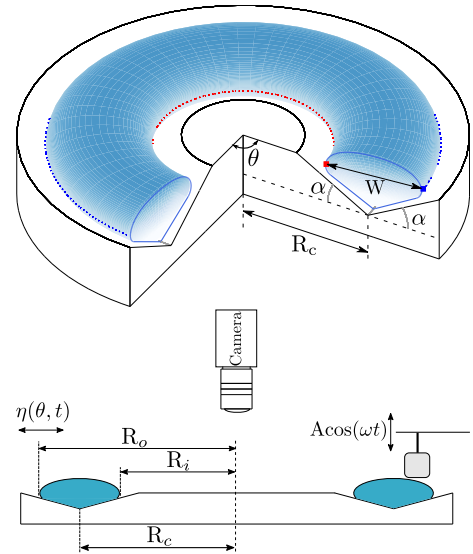 θ
W
α
α
R_c
Camera
η(θ, t)
Acos(ωt)
R_o
R_i
R_c